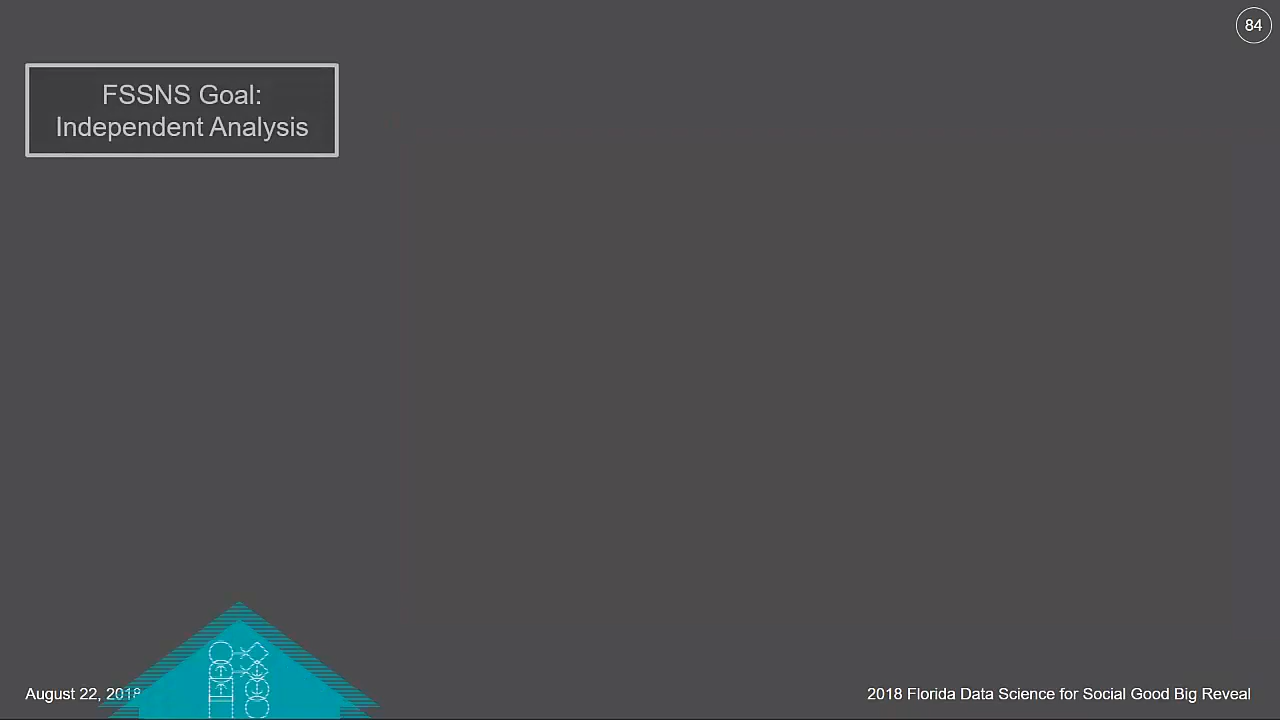 84
FSSNS Goal:
Independent Analysis
August 22, 2018
2018 Florida Data Science for Social Good Big Reveal